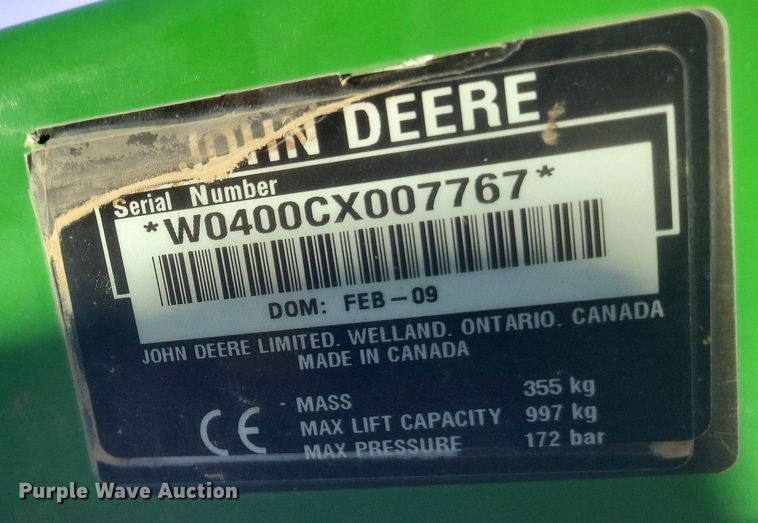 JOHN DEERE
Serial Number
*W0400CX007767*
DOM: FEB-09
JOHN DEERE LIMITED. WELLAND. ONTARIO. CANADA
MADE IN CANADA
CE
MASS 355 kg
MAX LIFT CAPACITY 997 kg
MAX PRESSURE 172 bar
Purple Wave Auction